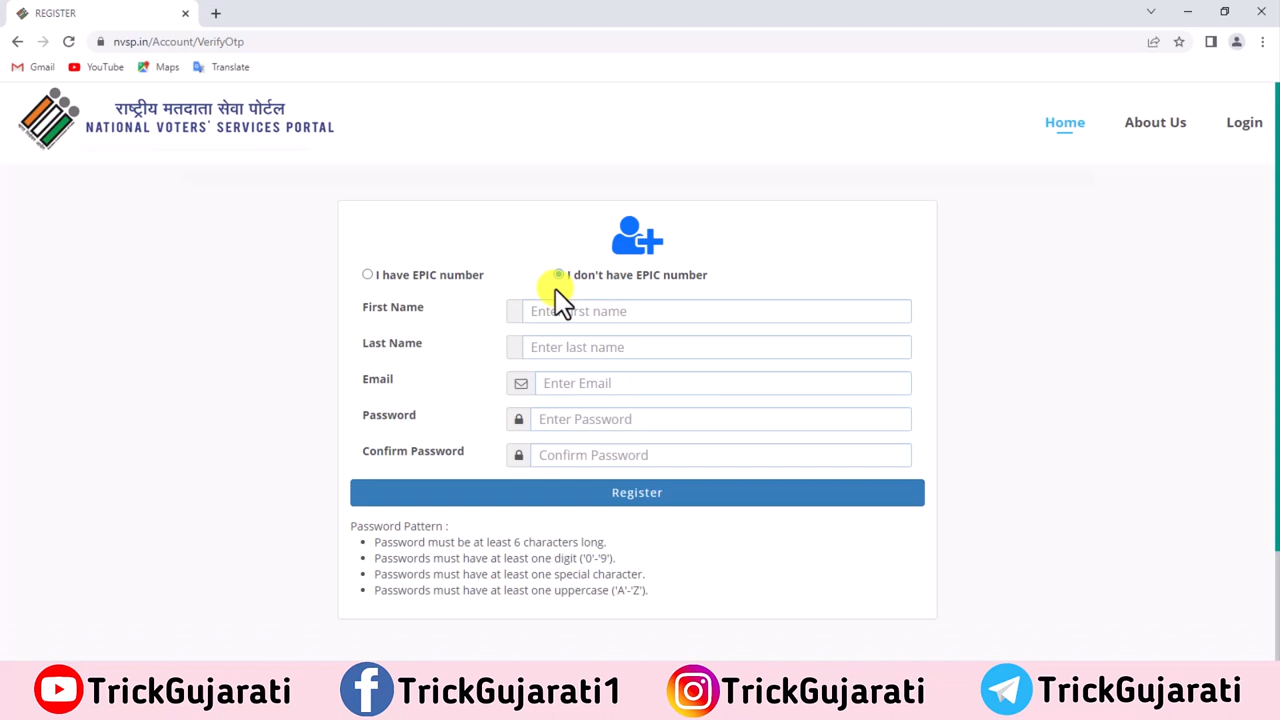 REGISTER
nvsp.in/Account/VerifyOtp
Gmail YouTube Maps Translate
राष्ट्रीय मतदाता सेवा पोर्टल
NATIONAL VOTERS' SERVICES PORTAL
Home About Us Login
I have EPIC number I don't have EPIC number
First Name Enter first name
Last Name Enter last name
Email Enter Email
Password Enter Password
Confirm Password Confirm Password
Register
Password Pattern :
Password must be at least 6 characters long.
Passwords must have at least one digit ('0'-'9').
Passwords must have at least one special character.
Passwords must have at least one uppercase ('A'-'Z').
TrickGujarati TrickGujarati1 TrickGujarati TrickGujarati